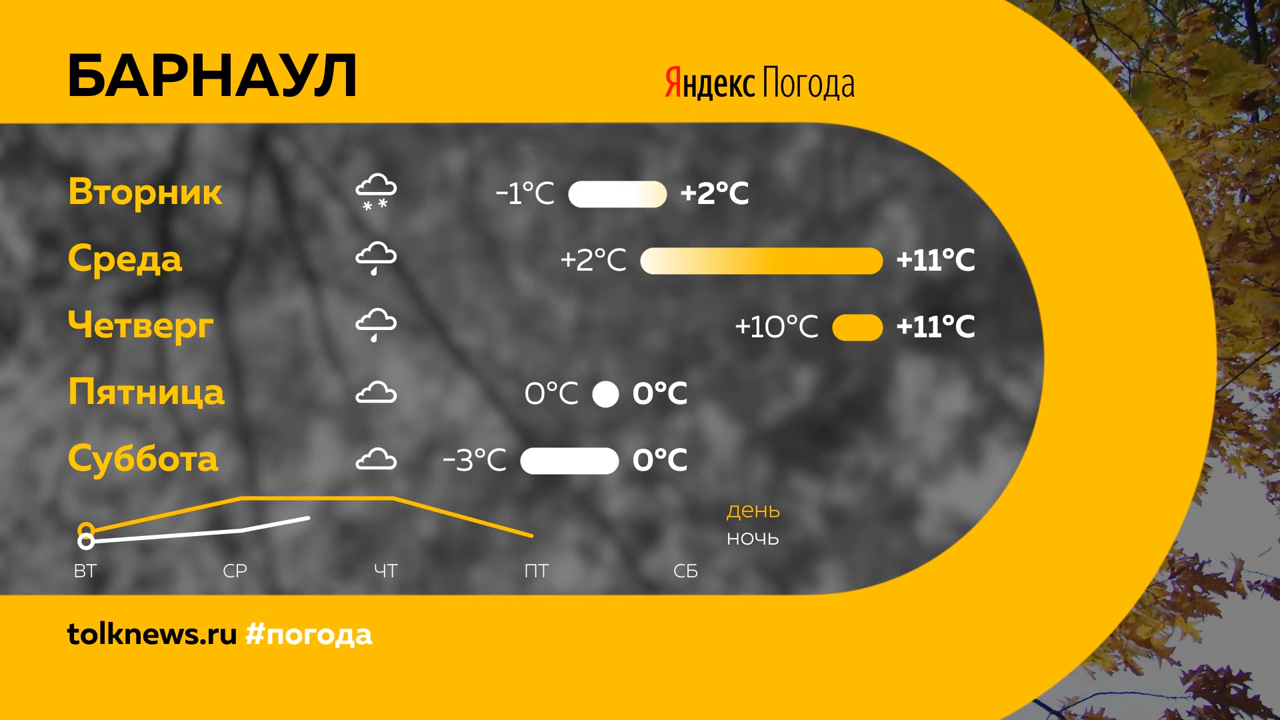 БАРНАУЛ
Яндекс Погода
Вторник -1°C +2°C
Среда +2°C +11°C
Четверг +10°C +11°C
Пятница 0°C 0°C
Суббота -3°C 0°C
день
ночь
ВТ СР ЧТ ПТ СБ
tolknews.ru #погода